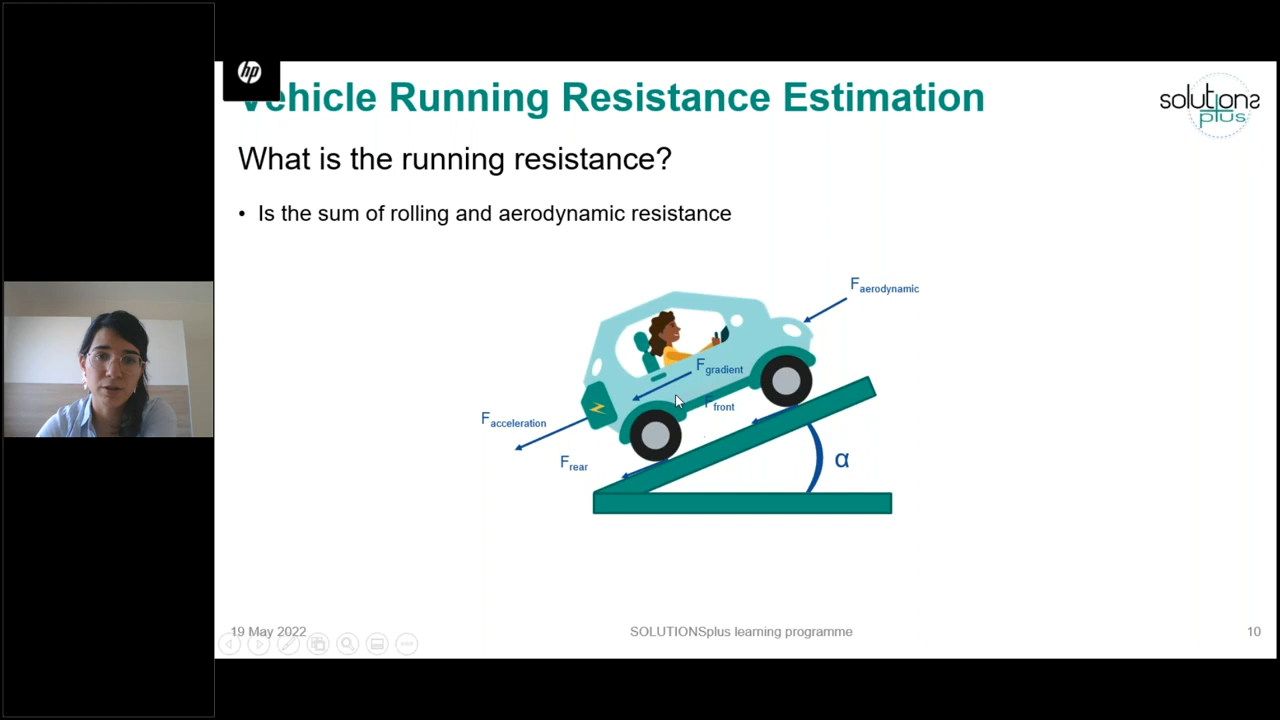 hp
Vehicle Running Resistance Estimation
solutions
plus
What is the running resistance?
• Is the sum of rolling and aerodynamic resistance
Faerodynamic
Fgradient
Ffront
Facceleration
Frear
α
19 May 2022
SOLUTIONSplus learning programme
10